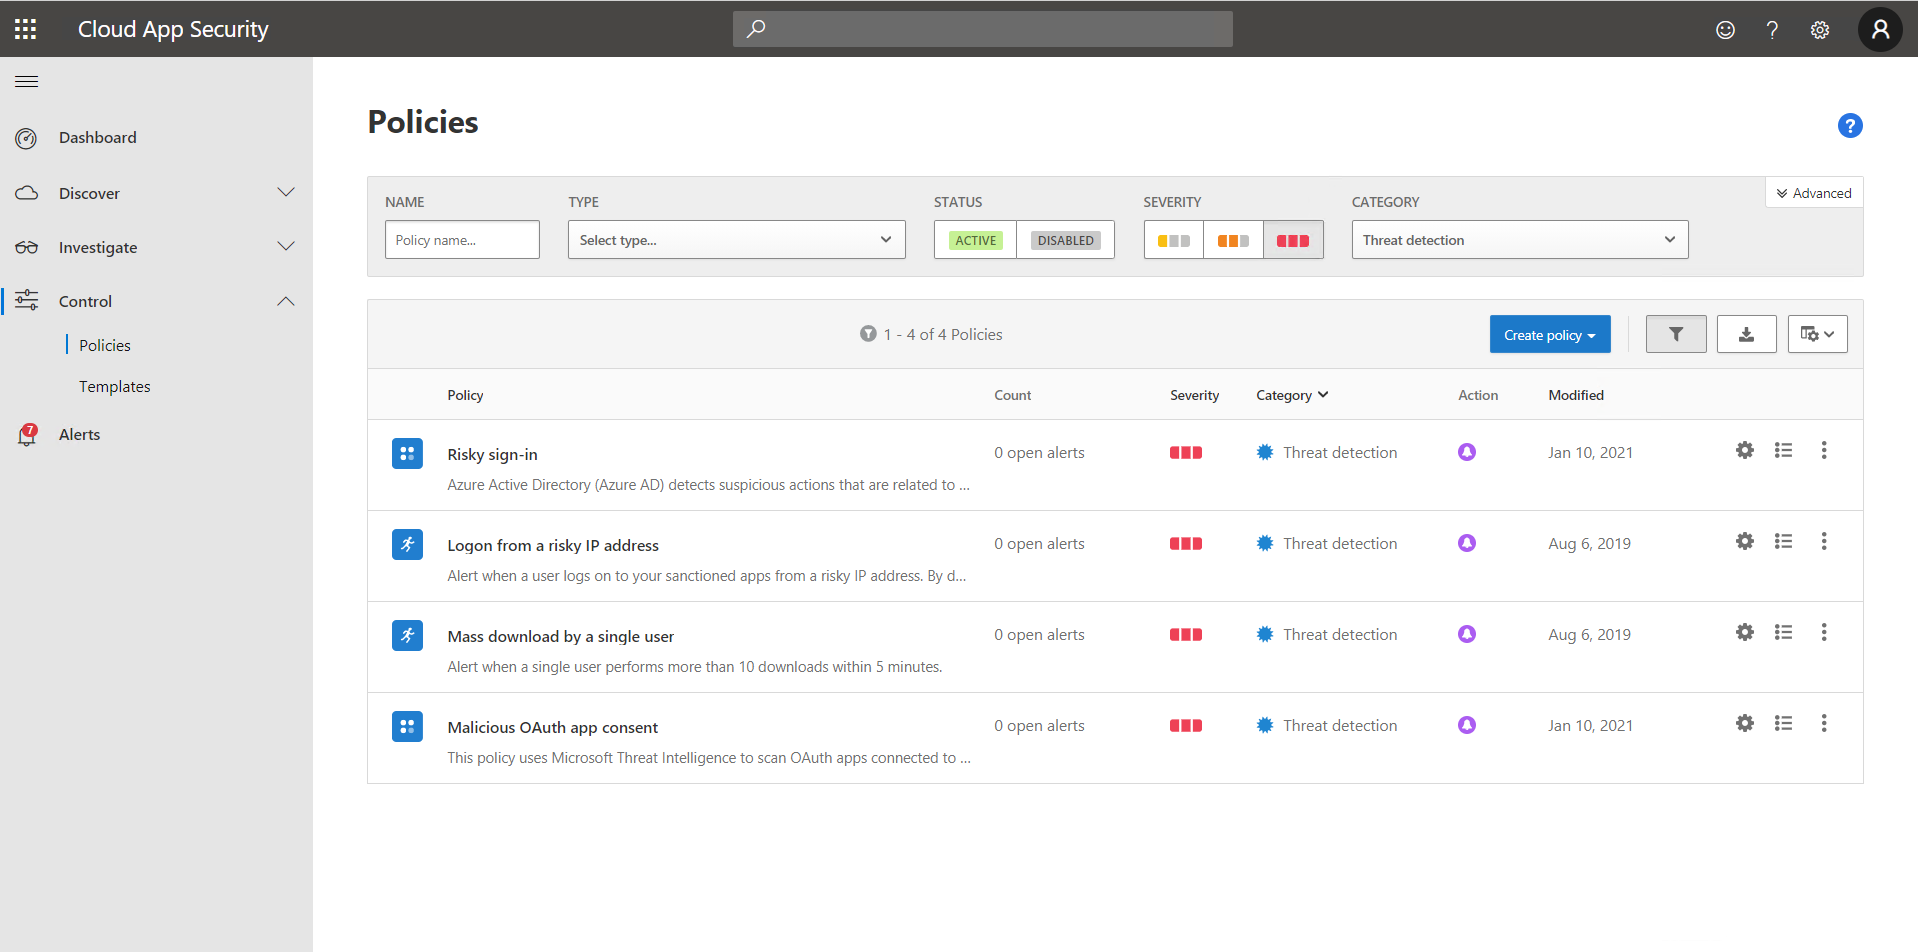 Cloud App Security
Policies
?
Dashboard
Discover
Investigate
Control
Policies
Templates
7
Alerts
Advanced
NAME TYPE STATUS SEVERITY CATEGORY
Policy name... Select type... ACTIVE DISABLED Threat detection
1 - 4 of 4 Policies Create policy
Policy Count Severity Category Action Modified
Risky sign-in 0 open alerts Threat detection Jan 10, 2021
Azure Active Directory (Azure AD) detects suspicious actions that are related to ...
Logon from a risky IP address 0 open alerts Threat detection Aug 6, 2019
Alert when a user logs on to your sanctioned apps from a risky IP address. By d...
Mass download by a single user 0 open alerts Threat detection Aug 6, 2019
Alert when a single user performs more than 10 downloads within 5 minutes.
Malicious OAuth app consent 0 open alerts Threat detection Jan 10, 2021
This policy uses Microsoft Threat Intelligence to scan OAuth apps connected to ...